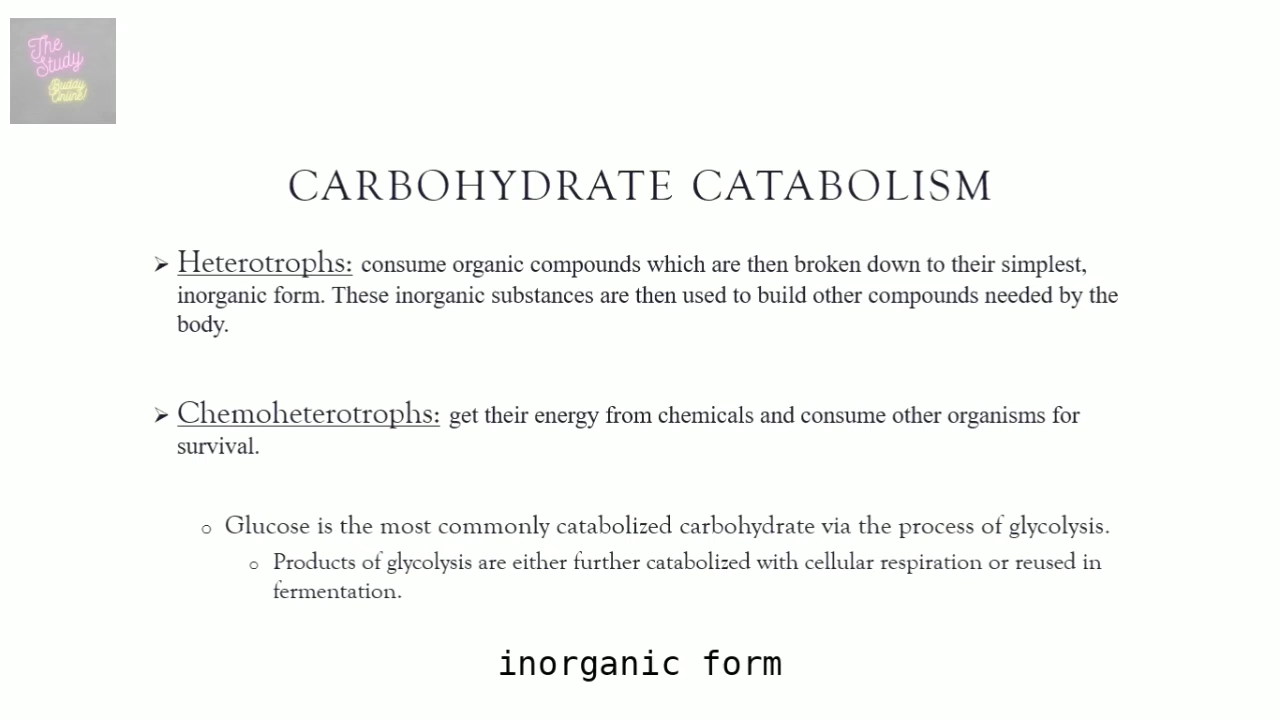 The
Study
Buddy
Online
CARBOHYDRATE CATABOLISM
➢ Heterotrophs: consume organic compounds which are then broken down to their simplest,
inorganic form. These inorganic substances are then used to build other compounds needed by the
body.
➢ Chemoheterotrophs: get their energy from chemicals and consume other organisms for
survival.
o Glucose is the most commonly catabolized carbohydrate via the process of glycolysis.
o Products of glycolysis are either further catabolized with cellular respiration or reused in
fermentation.
inorganic form